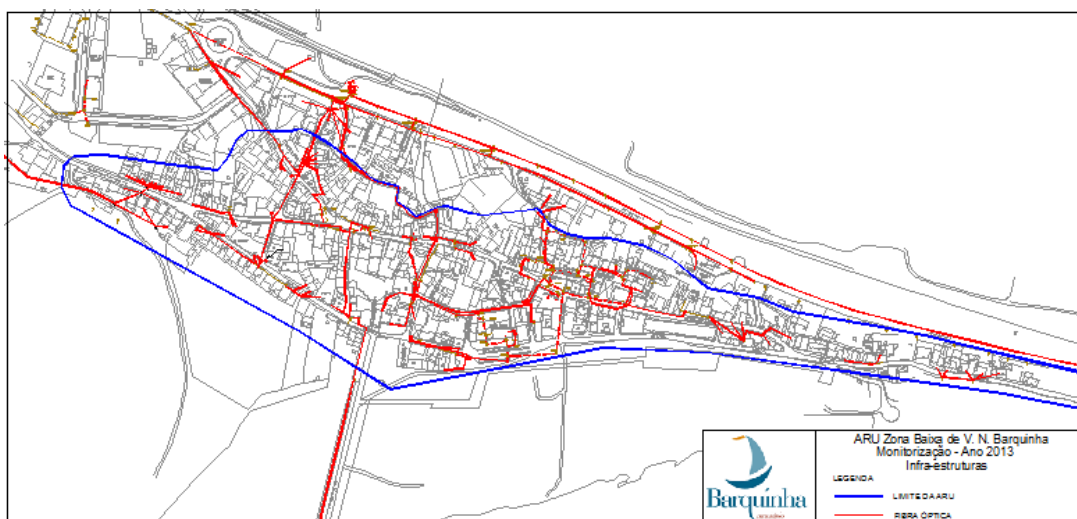 ARU Zona Baixa de V. N. Barquinha
Monitorização - Ano 2013
Infra-estruturas
LEGENDA
LIMITE DA ARU
FIBRA ÓPTICA
Barquinha